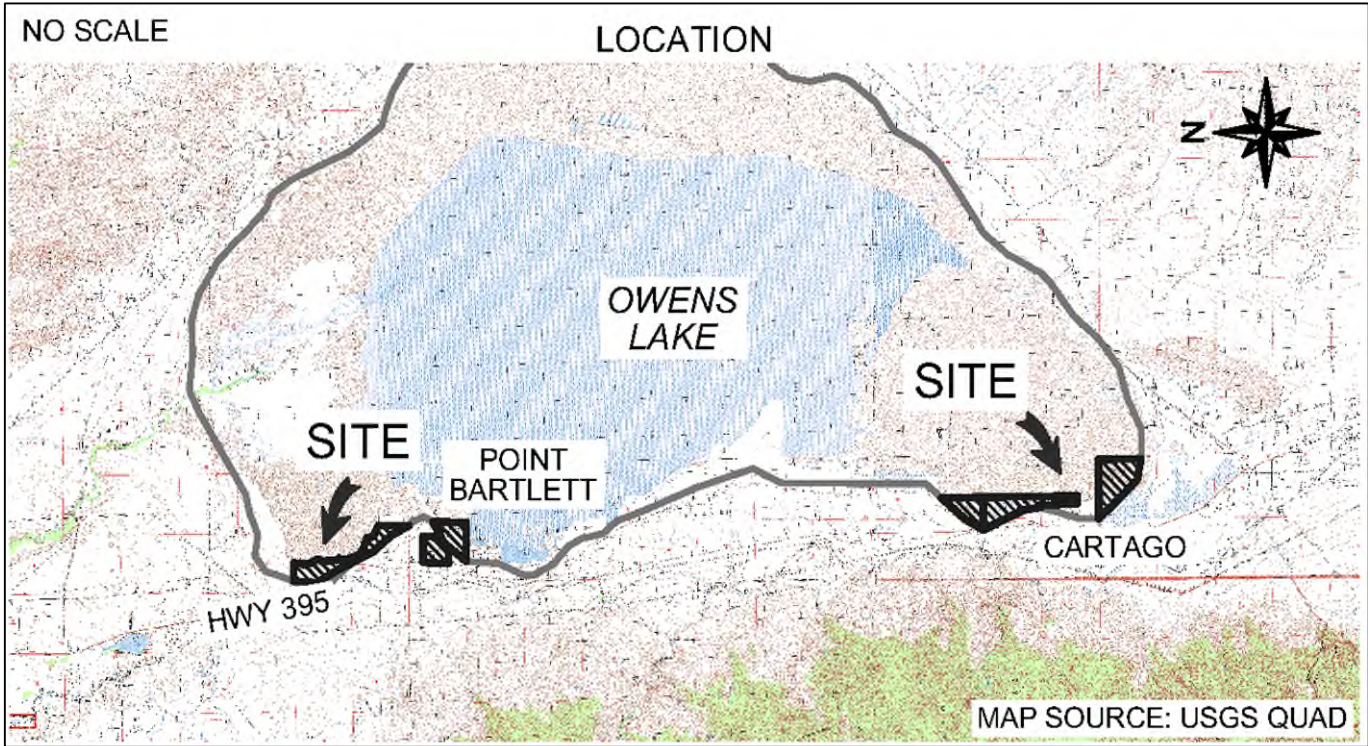 NO SCALE
LOCATION
N
OWENS
LAKE
SITE
SITE
POINT
BARTLETT
CARTAGO
HWY 395
MAP SOURCE: USGS QUAD